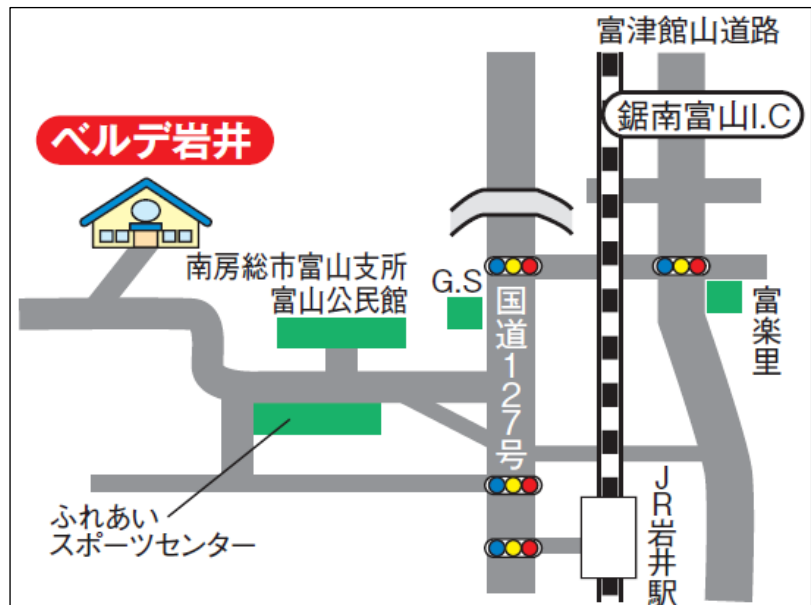 富津館山道路
鋸南富山I.C
ベルデ岩井
南房総市富山支所
富山公民館
G.S
国道127号
富楽里
JR岩井駅
ふれあい
スポーツセンター